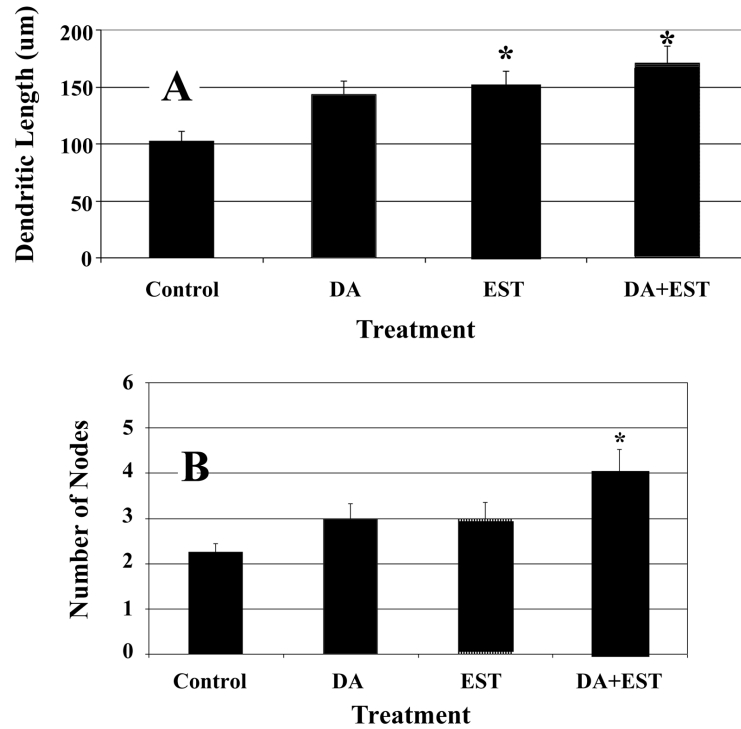 Dendritic Length (um)
200
150
100
50
0
A
*
*
Control DA EST DA+EST
Treatment
Number of Nodes
6
5
4
3
2
1
0
B
*
Control DA EST DA+EST
Treatment